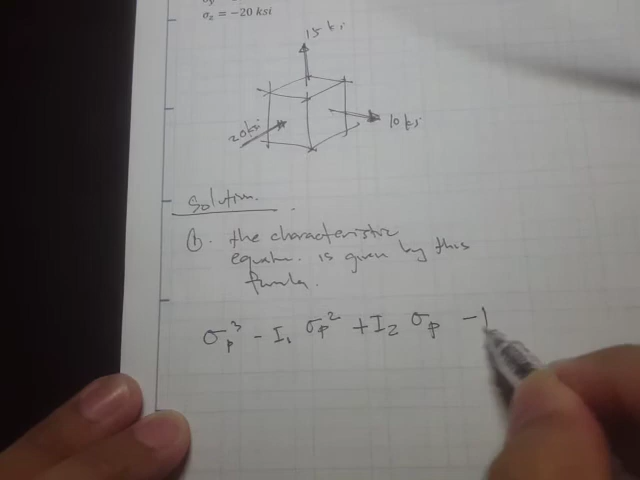 σz = −20 ksi
15 ksi
20ksi
10 ksi
Solution.
①. the characteristic
equatn. is given by this
formula.
σp³ − I₁ σp² + I₂ σp −